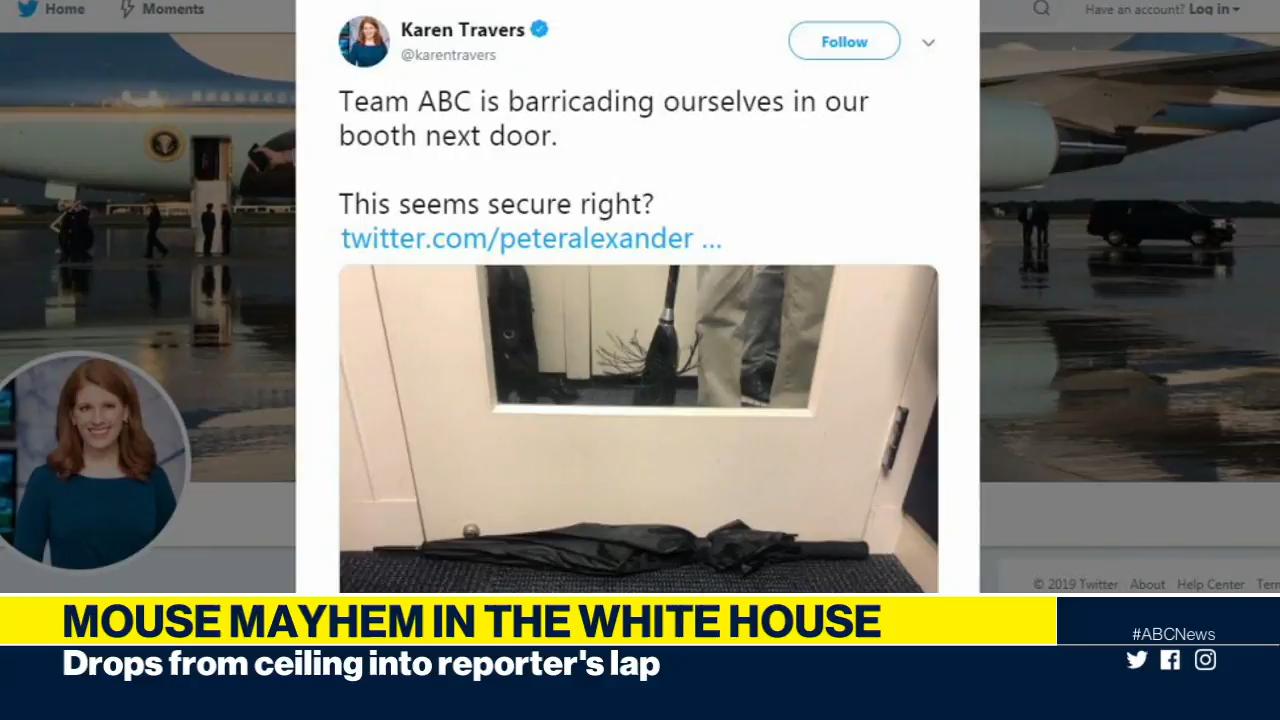 Home
Moments
Have an account? Log in
Karen Travers
@karentravers
Follow
Team ABC is barricading ourselves in our
booth next door.
This seems secure right?
twitter.com/peteralexander ...
© 2019 Twitter About Help Center
MOUSE MAYHEM IN THE WHITE HOUSE
Drops from ceiling into reporter's lap
#ABCNews